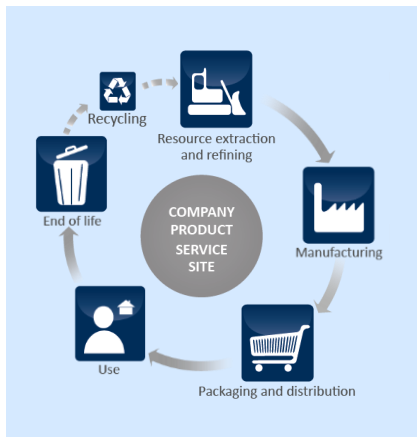 Recycling
Resource extraction
and refining
End of life
COMPANY
PRODUCT
SERVICE
SITE
Manufacturing
Use
Packaging and distribution